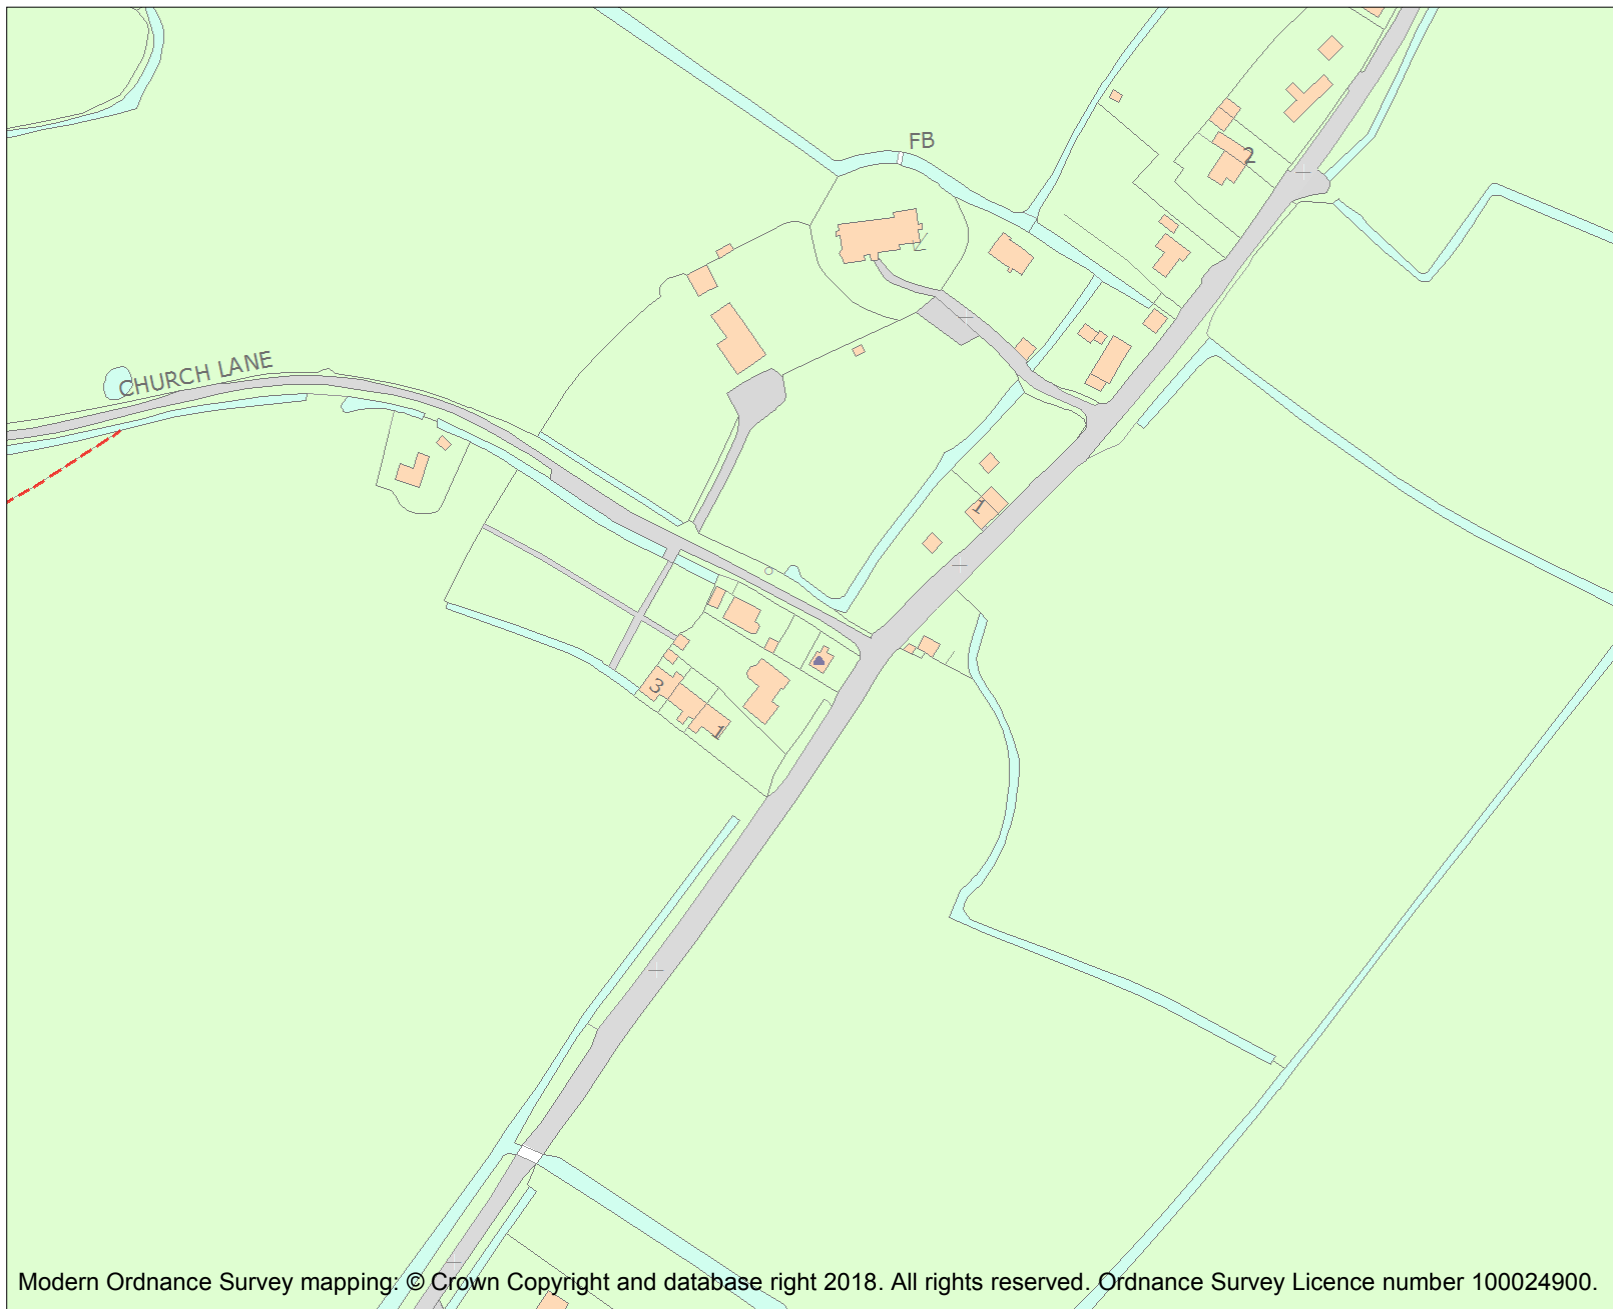 FB
2
CHURCH LANE
1
3
1
Modern Ordnance Survey mapping: © Crown Copyright and database right 2018. All rights reserved. Ordnance Survey Licence number 100024900.